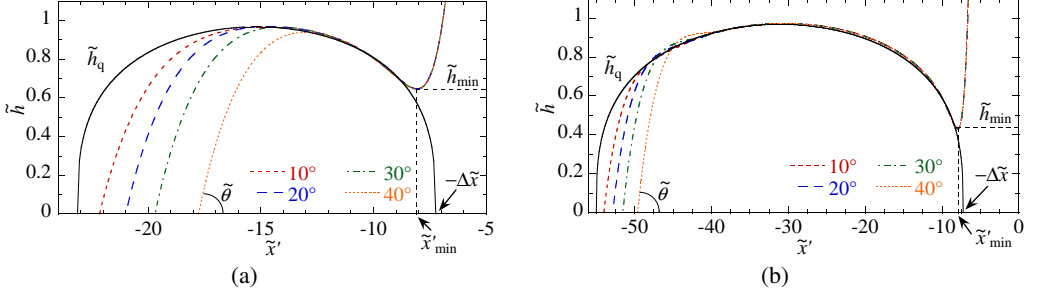 1
0.8
0.6
0.4
0.2
0
h̃
h̃q
h̃min
10°
20°
30°
40°
θ̃
−Δx̃
x̃′min
-20
-15
-10
-5
x̃′
(a)
1
0.8
0.6
0.4
0.2
0
h̃
h̃q
h̃min
10°
20°
30°
40°
θ̃
−Δx̃
x̃′min
-50
-40
-30
-20
-10
0
x̃′
(b)